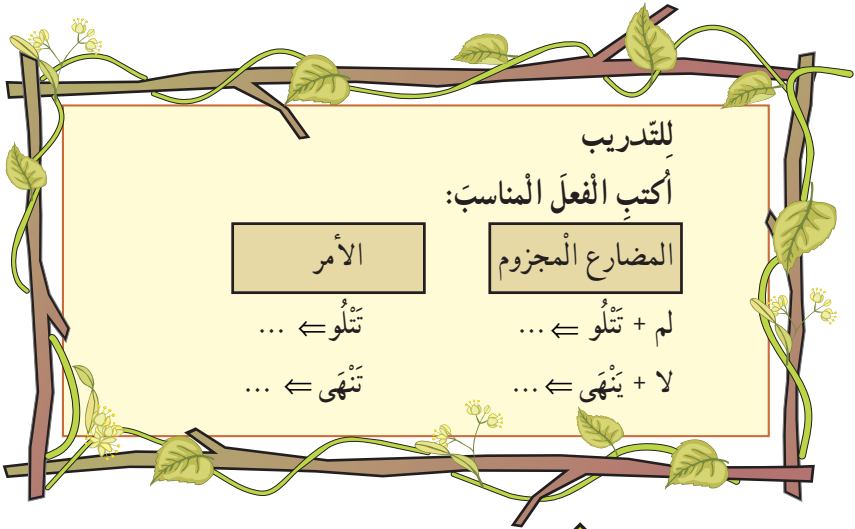 لِلتّدريب
اُكتبِ الْفعلَ الْمناسبَ:
المضارع الْمجزوم الأمر
لم + تَتْلُو ⇐ ... تَتْلُو ⇐ ...
لا + يَنْهَى ⇐ ... تَنْهَى ⇐ ...